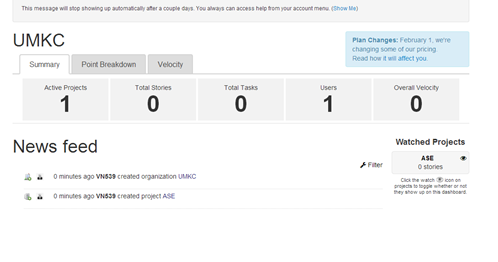 This message will stop showing up automatically after a couple days. You always can access help from your account menu. (Show Me)
UMKC
Plan Changes: February 1, we're
changing some of our pricing.
Read how it will affect you.
Summary
Point Breakdown
Velocity
Active Projects
1
Total Stories
0
Total Tasks
0
Users
1
Overall Velocity
0
News feed
Filter
0 minutes ago VN539 created organization UMKC
0 minutes ago VN539 created project ASE
Watched Projects
ASE
0 stories
Click the watch icon on
projects to toggle whether or not
they show up on this dashboard.